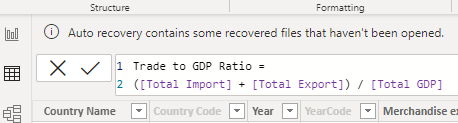 Structure
Formatting
Auto recovery contains some recovered files that haven't been opened.
1 Trade to GDP Ratio =
2 ([Total Import] + [Total Export]) / [Total GDP]
Country Name Country Code Year YearCode Merchandise ex